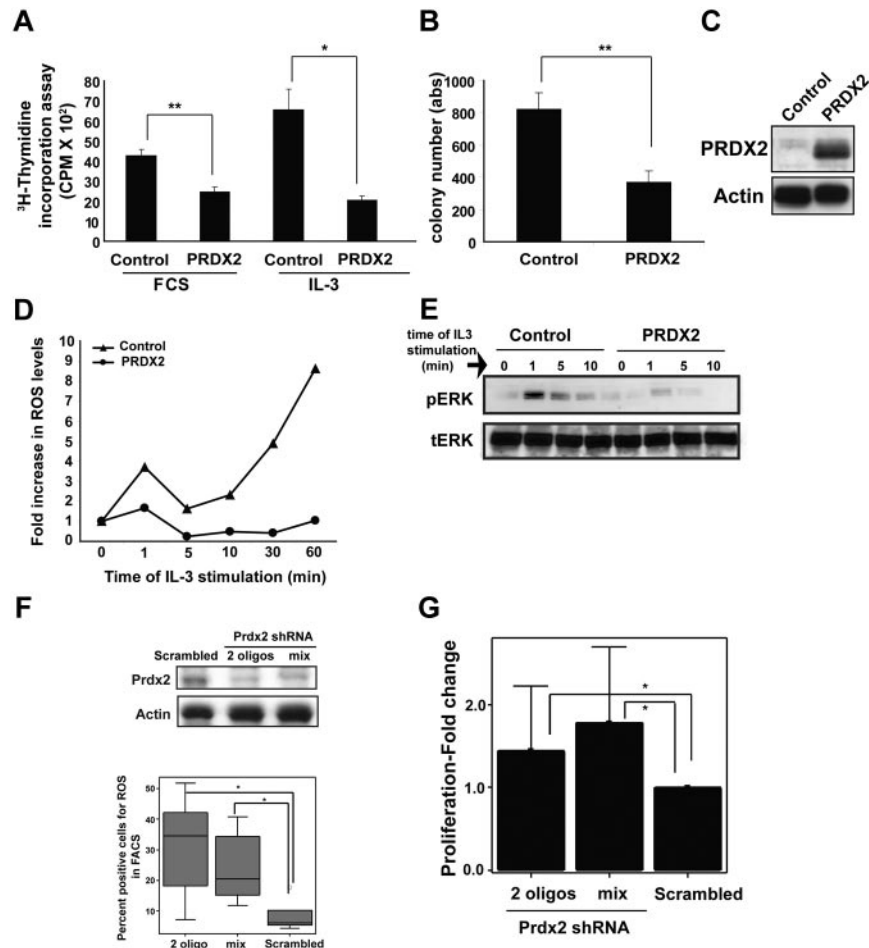 A
³H-Thymidine
incorporation assay
(CPM X 10²)
80
70
60
50
40
30
20
10
0
**
*
Control PRDX2 Control PRDX2
FCS IL-3
B
colony number (abs)
1000
800
600
400
200
0
**
Control PRDX2
C
Control PRDX2
PRDX2
Actin
D
Fold increase in ROS levels
10
9
8
7
6
5
4
3
2
1
0
Control
PRDX2
0 1 5 10 30 60
Time of IL-3 stimulation (min)
E
time of IL3
stimulation
(min)
Control PRDX2
0 1 5 10 0 1 5 10
pERK
tERK
F
Prdx2 shRNA
Scrambled 2 oligos mix
Prdx2
Actin
Percent positive cells for ROS
in FACS
50
40
30
20
10
*
*
2 oligo mix Scrambled
G
Proliferation-Fold change
2.0
1.0
0.0
*
*
2 oligos mix Scrambled
Prdx2 shRNA